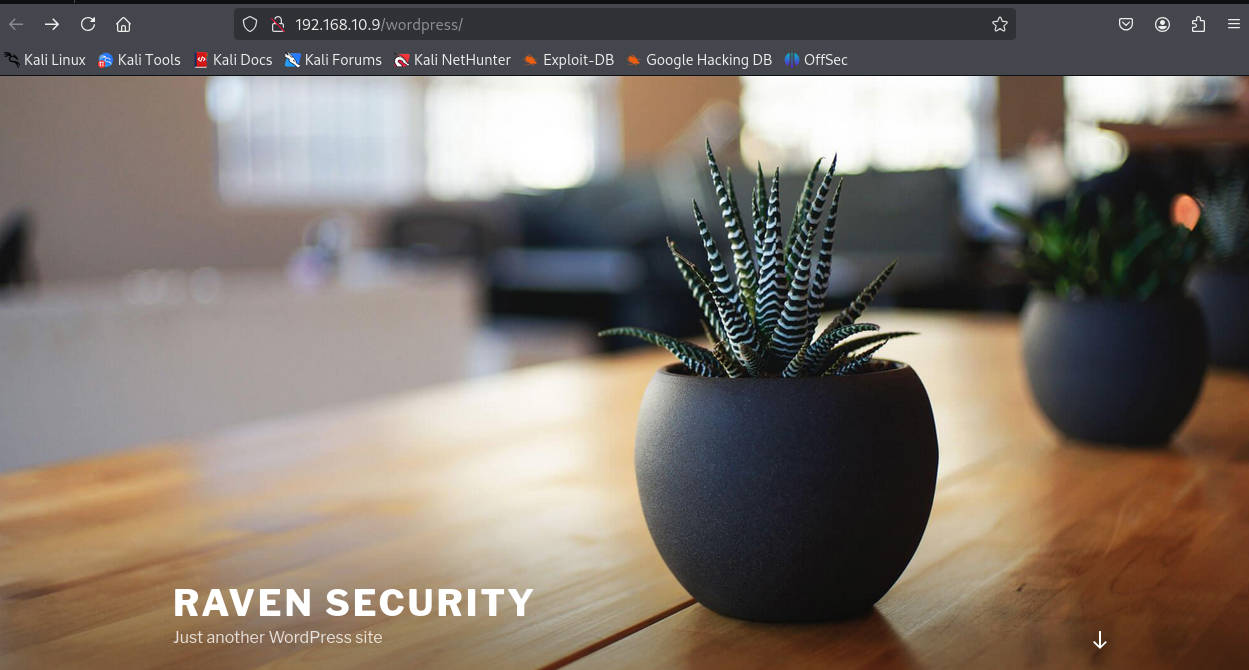 192.168.10.9/wordpress/
Kali Linux Kali Tools Kali Docs Kali Forums Kali NetHunter Exploit-DB Google Hacking DB OffSec
RAVEN SECURITY
Just another WordPress site